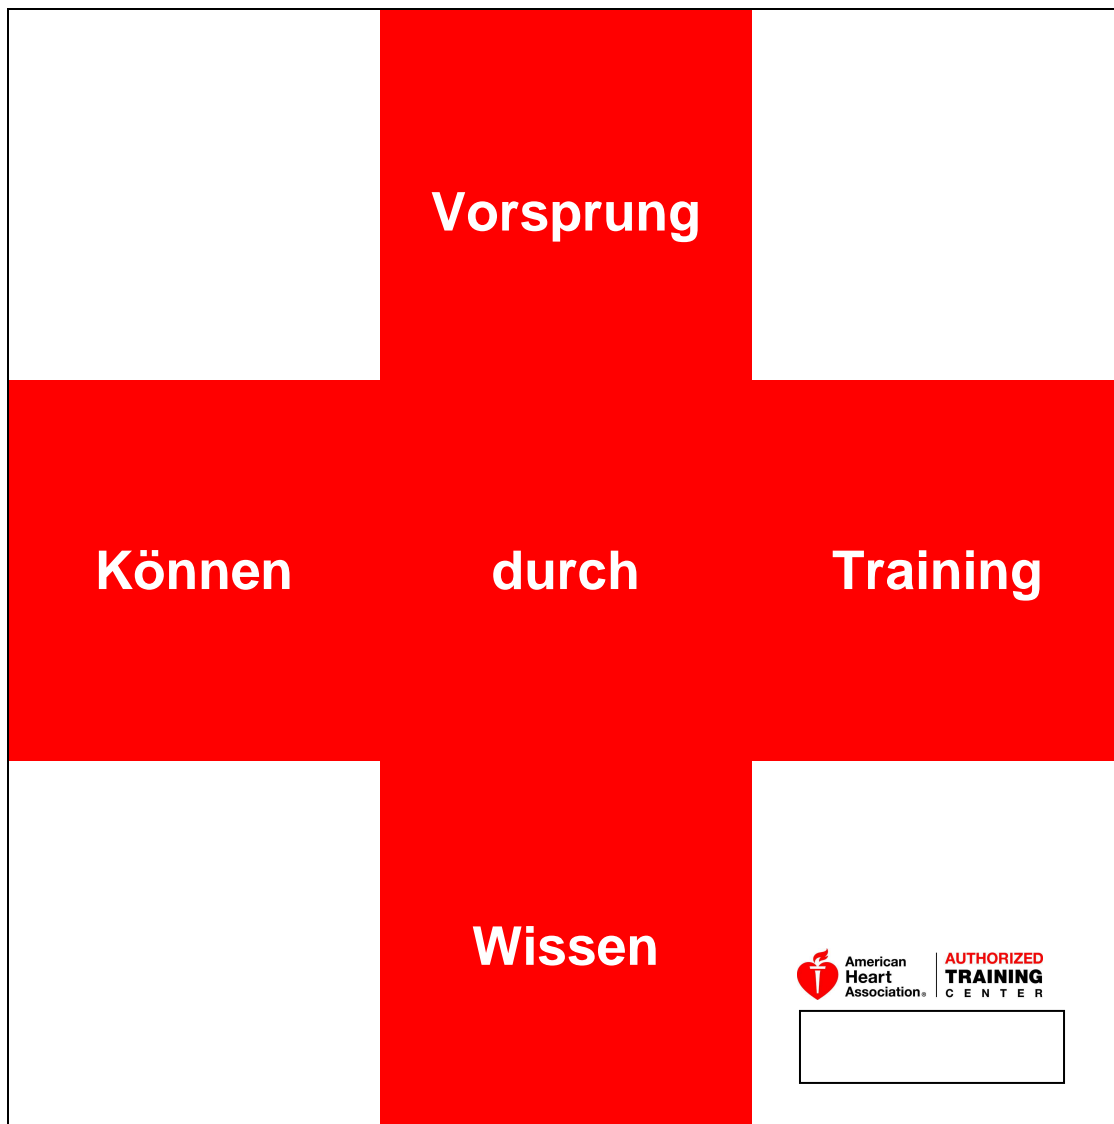 Vorsprung
Können durch Training
Wissen
American
Heart
Association®
AUTHORIZED
TRAINING
CENTER